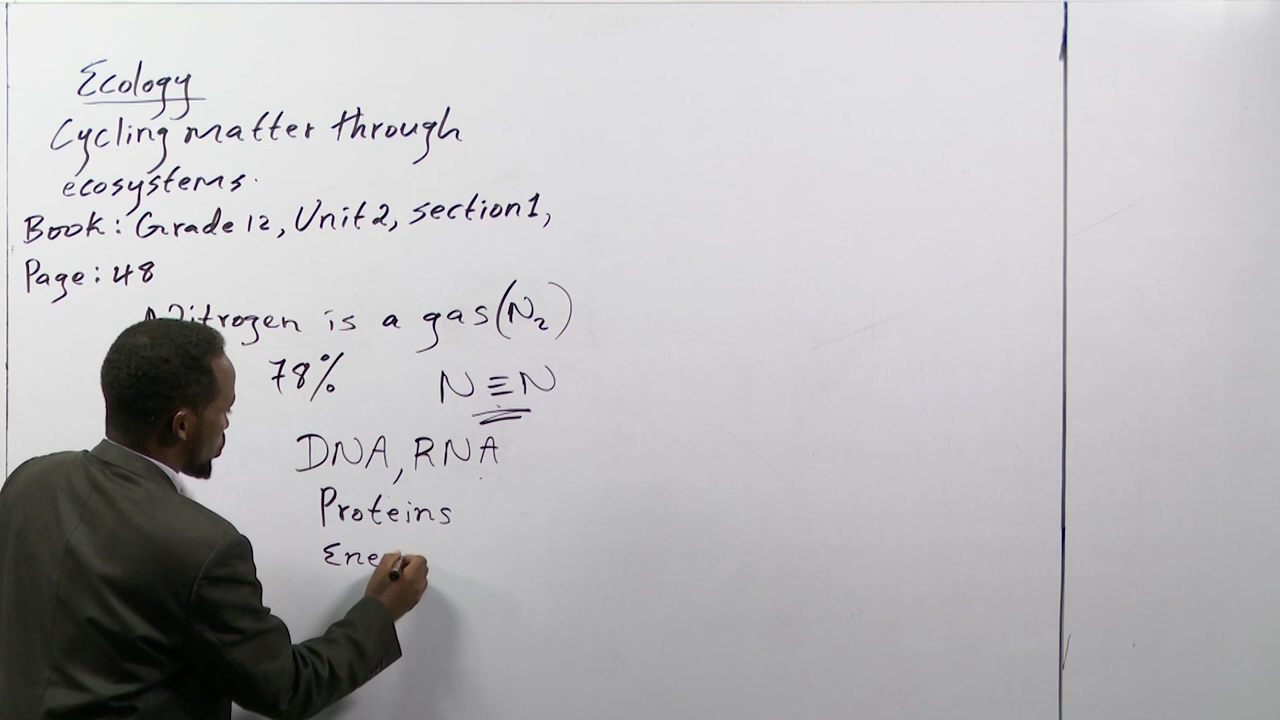 Ecology
Cycling matter through
ecosystems.
Book: Grade 12, Unit 2, section 1,
Page: 48
Nitrogen is a gas (N2)
78% N≡N
DNA, RNA
Proteins
Ene